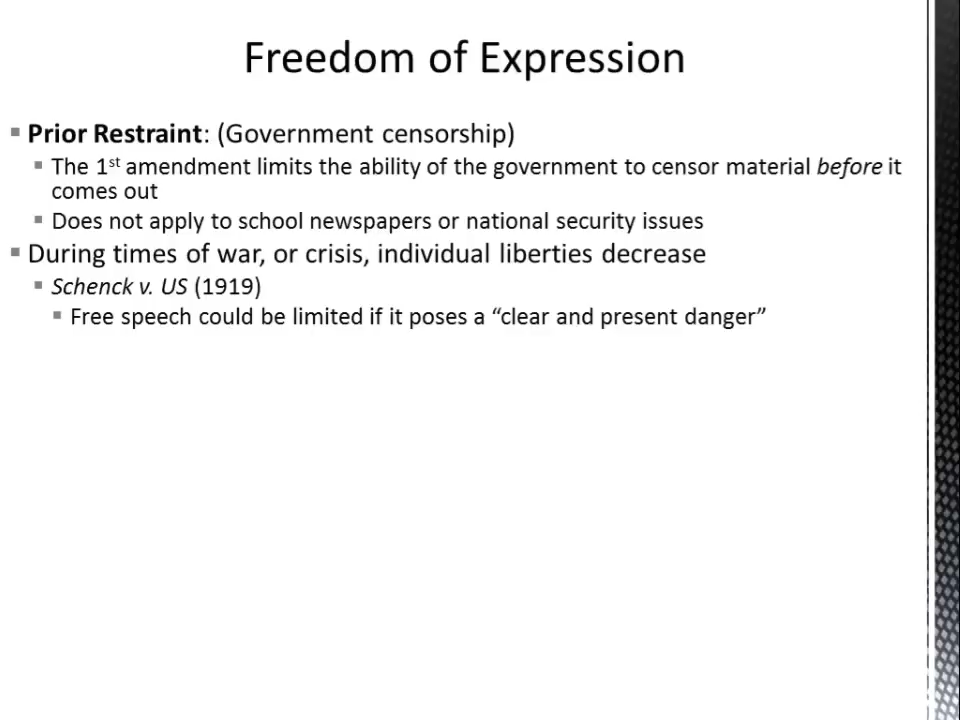 Freedom of Expression
▪ Prior Restraint: (Government censorship)
▪ The 1st amendment limits the ability of the government to censor material before it
comes out
▪ Does not apply to school newspapers or national security issues
▪ During times of war, or crisis, individual liberties decrease
▪ Schenck v. US (1919)
▪ Free speech could be limited if it poses a “clear and present danger”